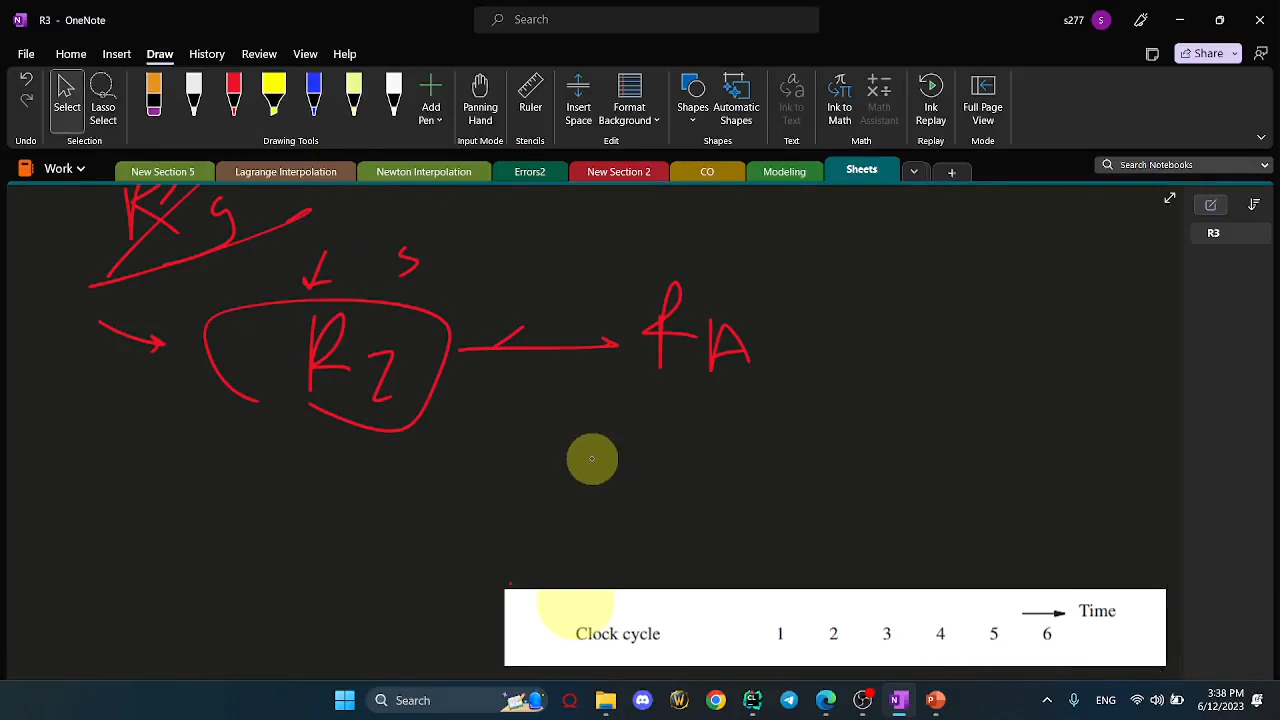 R3 - OneNote
Search
s277
S
File Home Insert Draw History Review View Help
Share
Undo
Select
Lasso Select
Add Pen
Panning Hand
Ruler
Insert Space
Format Background
Shapes
Automatic Shapes
Ink to Text
Ink to Math
Math Assistant
Ink Replay
Full Page View
Undo Selection Drawing Tools Input Mode Stencils Edit Shapes Text Math Replay Mode
Work
New Section 5 Lagrange Interpolation Newton Interpolation Errors2 New Section 2 CO Modeling Sheets
Search Notebooks
R3
5
RZ
RA
Time
Clock cycle 1 2 3 4 5 6
Search
ENG
3:38 PM
6/12/2023